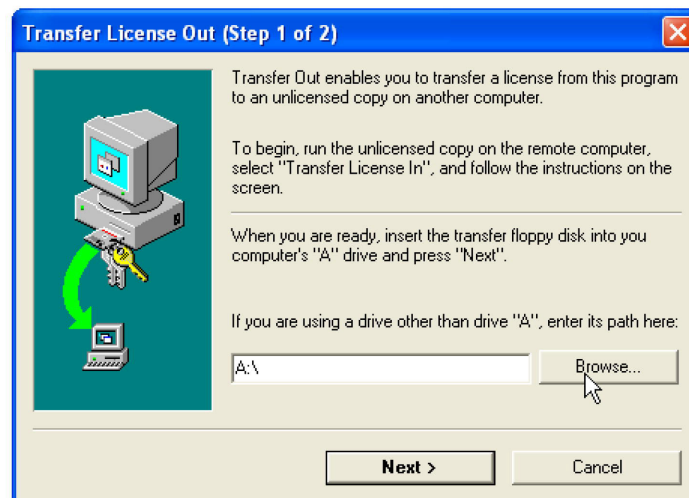 Transfer License Out (Step 1 of 2)
Transfer Out enables you to transfer a license from this program
to an unlicensed copy on another computer.
To begin, run the unlicensed copy on the remote computer,
select "Transfer License In", and follow the instructions on the
screen.
When you are ready, insert the transfer floppy disk into you
computer's "A" drive and press "Next".
If you are using a drive other than drive "A", enter its path here:
A:\
Browse...
Next >
Cancel